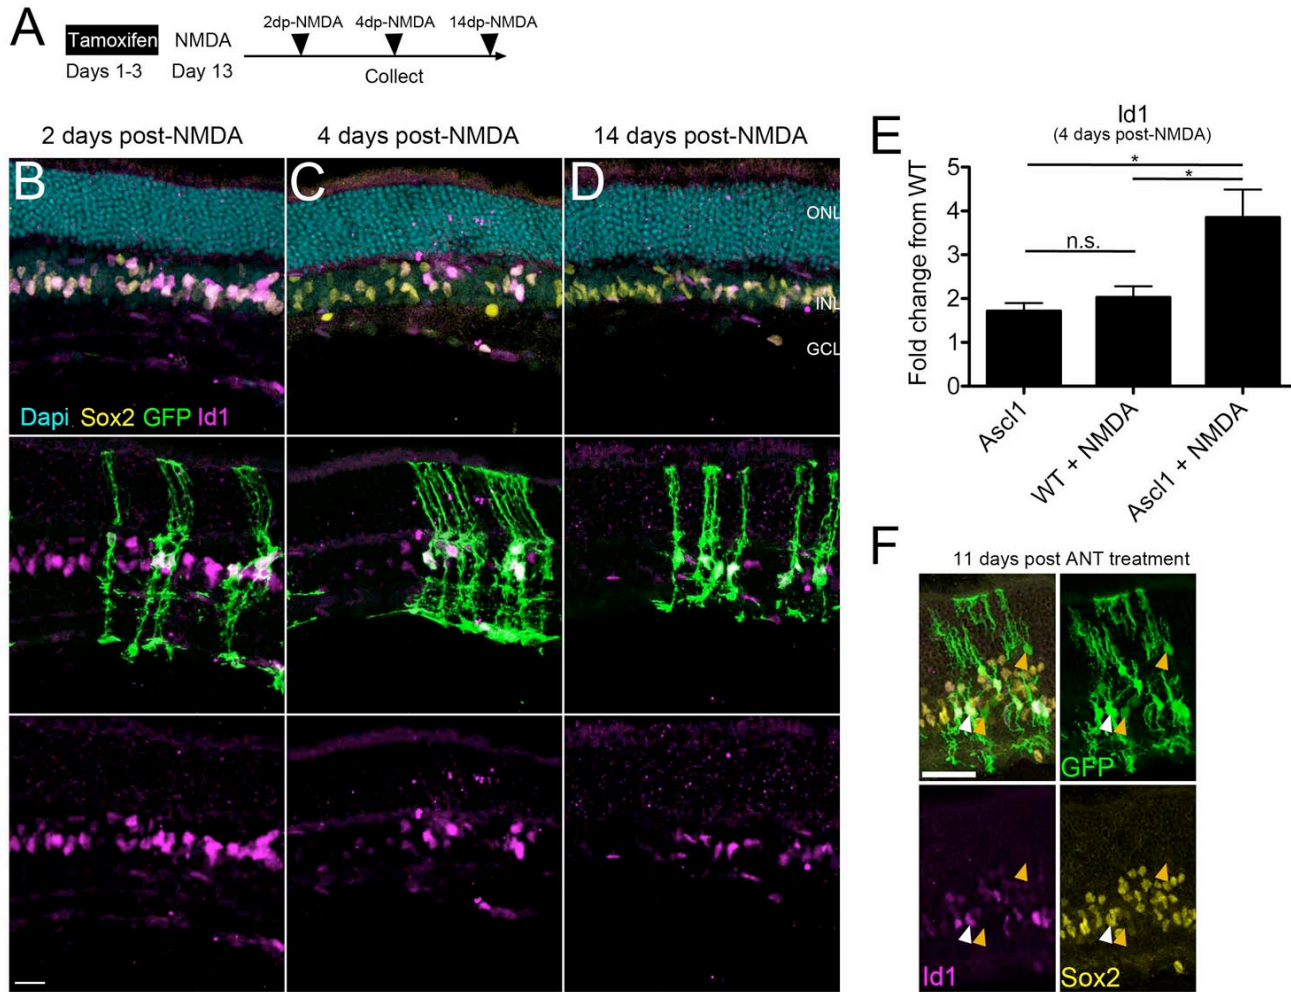 A
Tamoxifen NMDA
Days 1-3 Day 13
2dp-NMDA 4dp-NMDA 14dp-NMDA
Collect
2 days post-NMDA 4 days post-NMDA 14 days post-NMDA
B C D
ONL
INL
GCL
Dapi Sox2 GFP Id1
E
Id1
(4 days post-NMDA)
Fold change from WT
5
4
3
2
1
0
*
*
n.s.
Ascl1
WT + NMDA
Ascl1 + NMDA
F
11 days post ANT treatment
GFP
Id1 Sox2